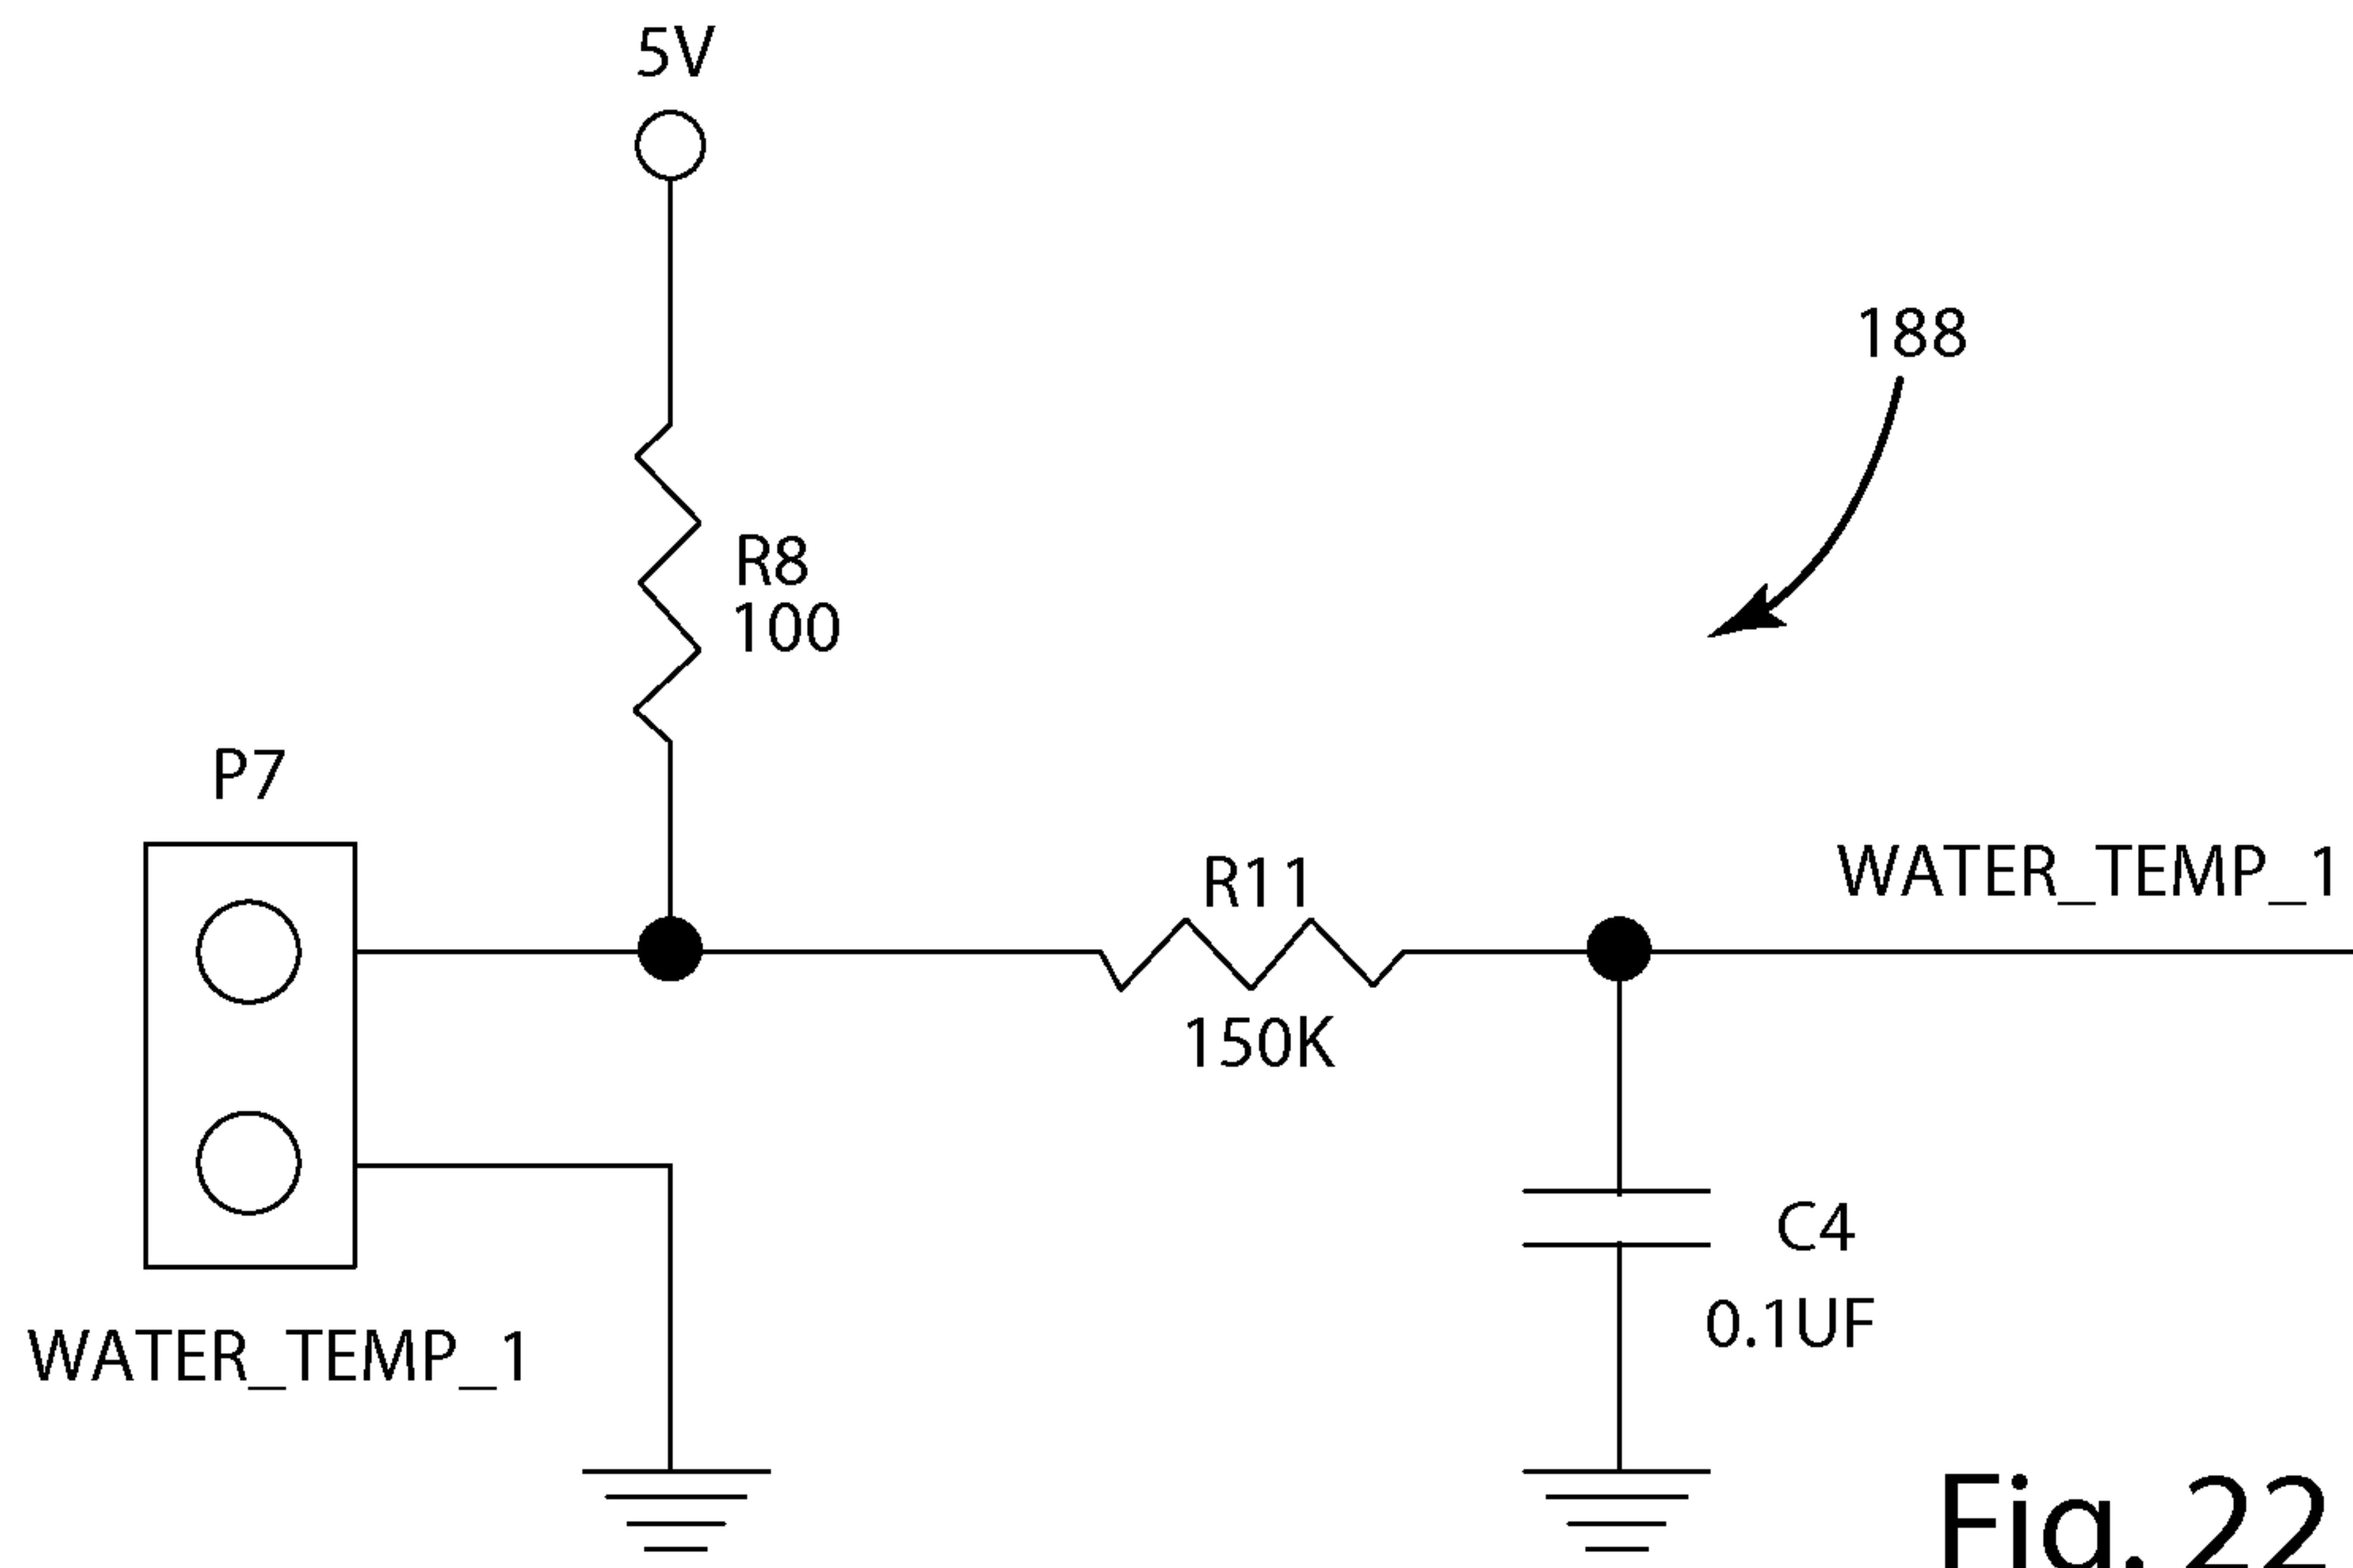 5V
188
R8
100
P7
R11
150K
WATER_TEMP_1
C4
0.1UF
WATER_TEMP_1
Fig. 22